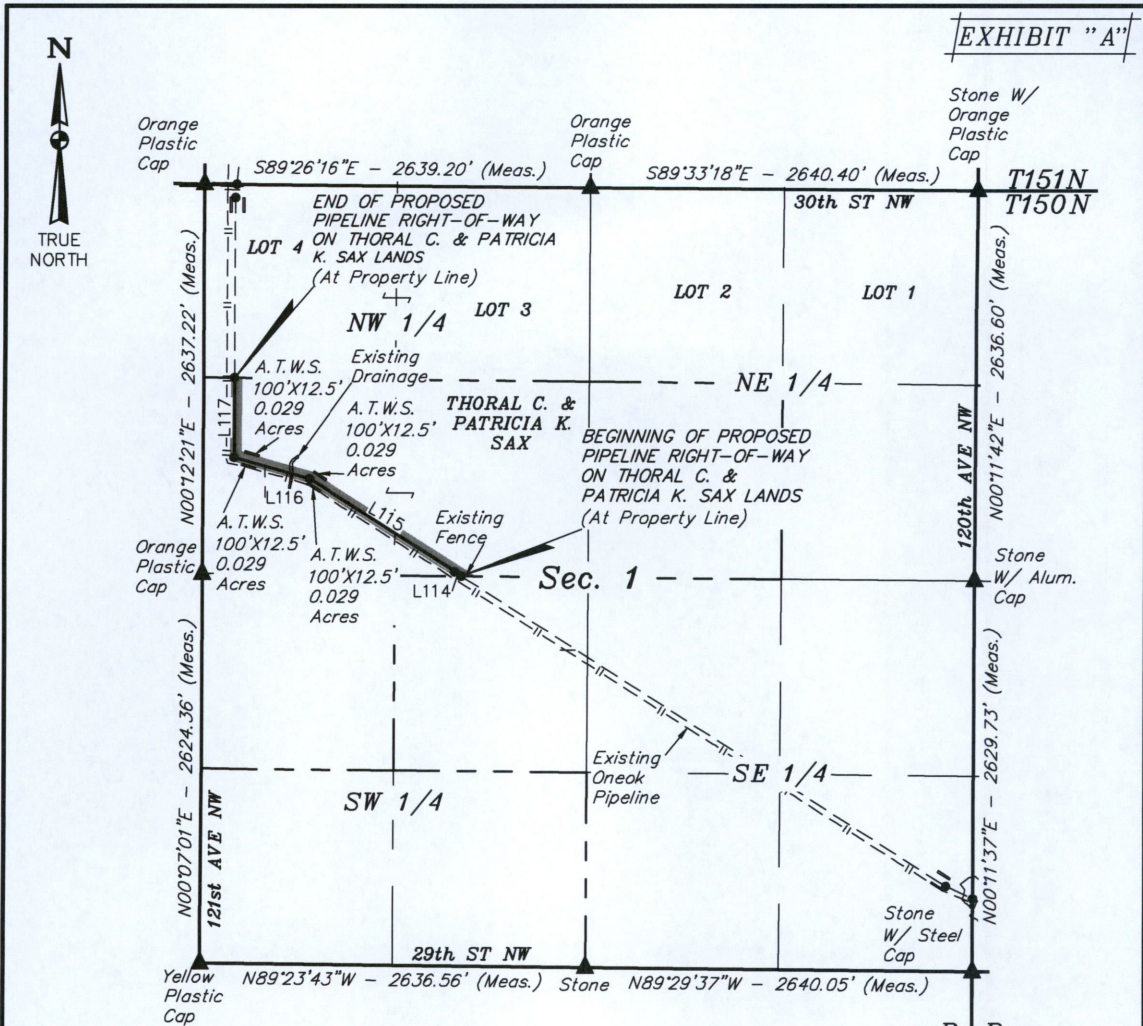 EXHIBIT "A"
N
TRUE
NORTH
Orange
Plastic
Cap
S89°26'16"E - 2639.20' (Meas.)
Orange
Plastic
Cap
S89°33'18"E - 2640.40' (Meas.)
Stone W/
Orange
Plastic
Cap
T151N
T150N
30th ST NW
END OF PROPOSED
PIPELINE RIGHT-OF-WAY
ON THORAL C. & PATRICIA
K. SAX LANDS
(At Property Line)
LOT 4
LOT 3
LOT 2
LOT 1
NW 1/4
NE 1/4
N00°12'21"E - 2637.22' (Meas.)
N00°11'42"E - 2636.60' (Meas.)
120th AVE NW
L117
A.T.W.S.
100'X12.5'
0.029
Acres
Existing
Drainage
A.T.W.S.
100'X12.5'
0.029
Acres
THORAL C. &
PATRICIA K.
SAX
BEGINNING OF PROPOSED
PIPELINE RIGHT-OF-WAY
ON THORAL C. &
PATRICIA K. SAX LANDS
(At Property Line)
L116
L115
Existing
Fence
A.T.W.S.
100'X12.5'
0.029
Acres
A.T.W.S.
100'X12.5'
0.029
Acres
L114
Orange
Plastic
Cap
Sec. 1
Stone
W/ Alum.
Cap
N00°07'01"E - 2624.36' (Meas.)
121st AVE NW
Existing
Oneok
Pipeline
SW 1/4
SE 1/4
N00°11'37"E - 2629.73' (Meas.)
Stone
W/ Steel
Cap
29th ST NW
Yellow
Plastic
Cap
N89°23'43"W - 2636.56' (Meas.)
Stone
N89°29'37"W - 2640.05' (Meas.)